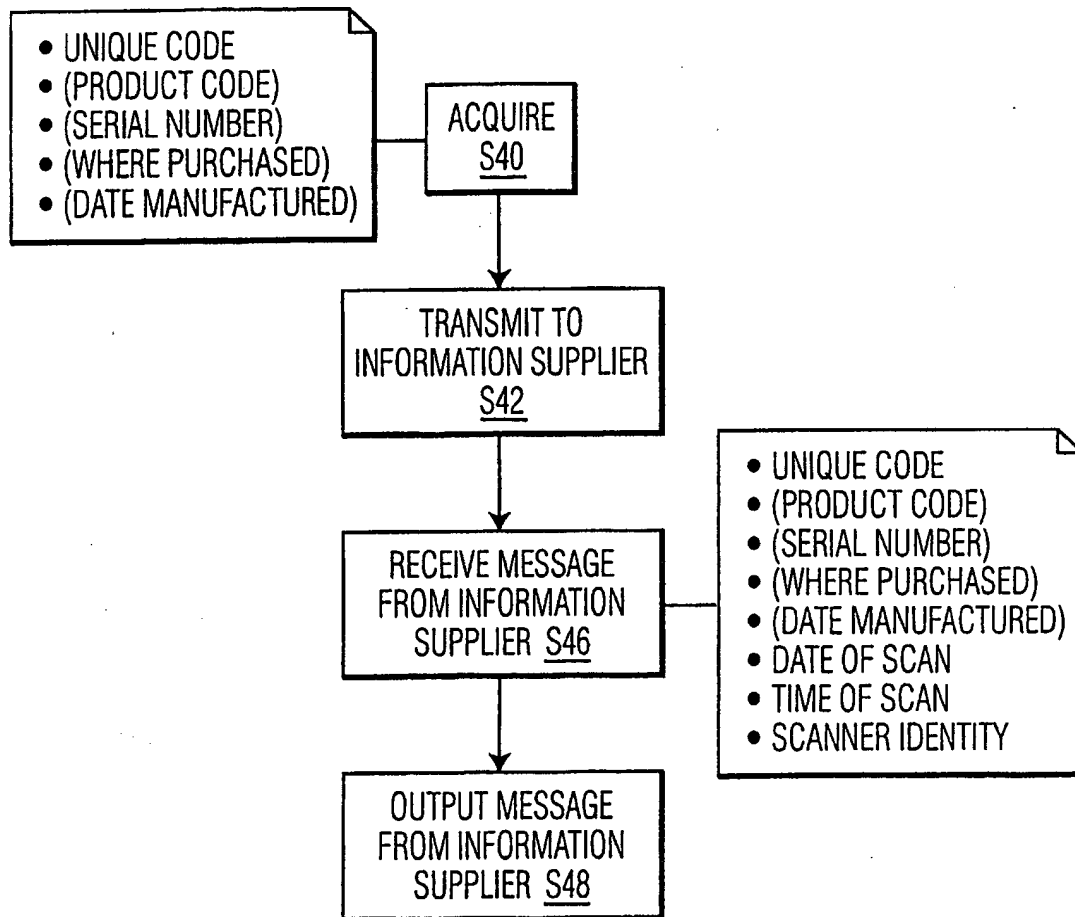 • UNIQUE CODE
• (PRODUCT CODE)
• (SERIAL NUMBER)
• (WHERE PURCHASED)
• (DATE MANUFACTURED)
ACQUIRE
S40
TRANSMIT TO
INFORMATION SUPPLIER
S42
RECEIVE MESSAGE
FROM INFORMATION
SUPPLIER S46
• UNIQUE CODE
• (PRODUCT CODE)
• (SERIAL NUMBER)
• (WHERE PURCHASED)
• (DATE MANUFACTURED)
• DATE OF SCAN
• TIME OF SCAN
• SCANNER IDENTITY
OUTPUT MESSAGE
FROM INFORMATION
SUPPLIER S48